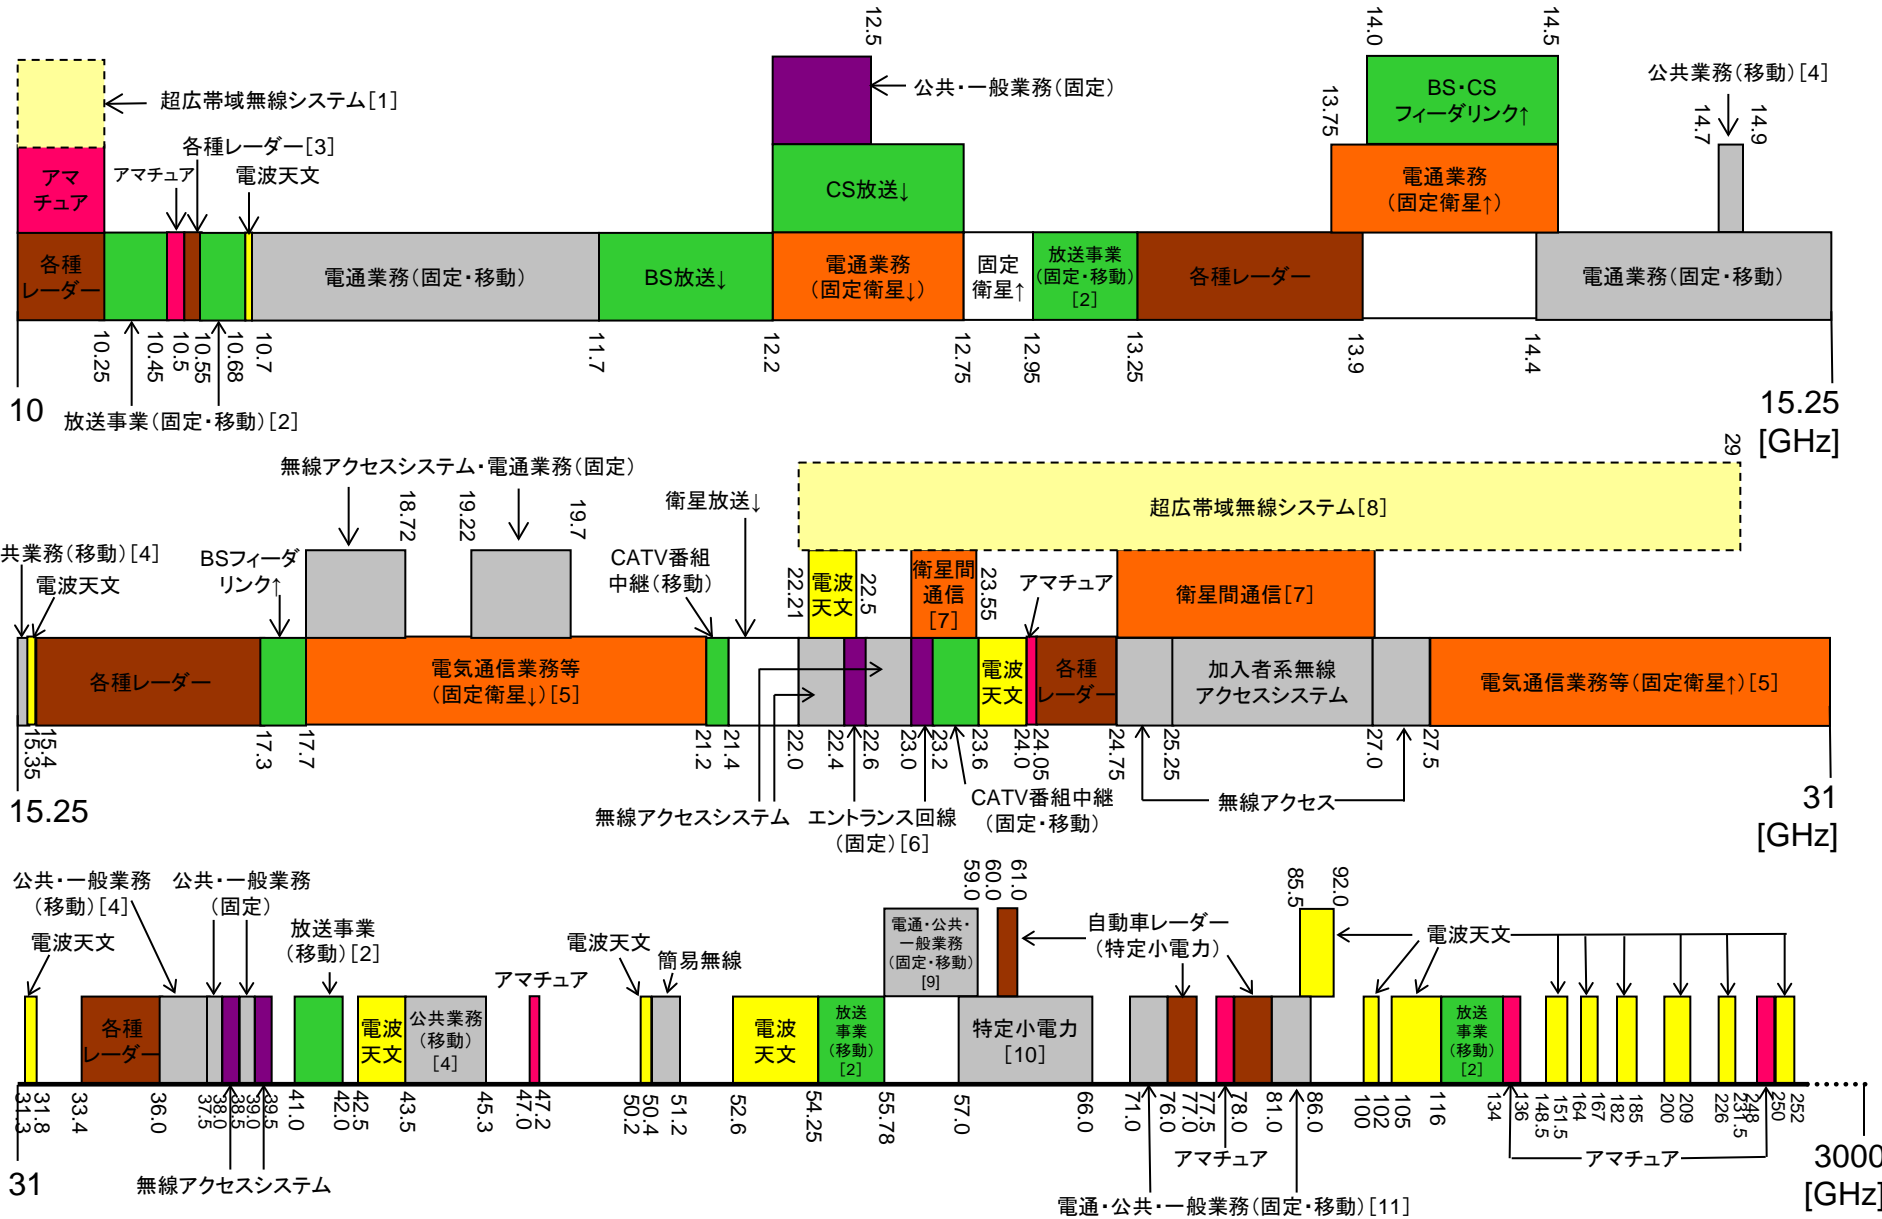 12.5
14.0
14.5
公共・一般業務(固定)
13.75
BS・CS
フィーダリンク↑
公共業務(移動)[4]
14.7
14.9
超広帯域無線システム[1]
各種レーダー[3]
アマチュア
電波天文
アマ
チュア
CS放送↓
電通業務
(固定衛星↑)
各種
レーダー
電通業務(固定・移動)
BS放送↓
電通業務
(固定衛星↓)
固定
衛星↑
放送事業
(固定・移動)
[2]
各種レーダー
電通業務(固定・移動)
10.25
10.45
10.5
10.55
10.68
10.7
11.7
12.2
12.75
12.95
13.25
13.9
14.4
10
放送事業(固定・移動)[2]
15.25
[GHz]
無線アクセスシステム・電通業務(固定)
18.72
19.22
19.7
衛星放送↓
29
超広帯域無線システム[8]
共業務(移動)[4]
電波天文
BSフィーダ
リンク↑
CATV番組
中継(移動)
22.21
電波
天文
22.5
衛星間
通信
[7]
23.55
アマチュア
衛星間通信[7]
各種レーダー
電気通信業務等
(固定衛星↓)[5]
電波
天文
各種
レーダー
加入者系無線
アクセスシステム
電気通信業務等(固定衛星↑)[5]
15.35
15.4
17.3
17.7
21.2
21.4
22.0
22.4
22.6
23.0
23.2
23.6
24.0
24.05
24.75
25.25
27.0
27.5
15.25
無線アクセスシステム
エントランス回線
(固定)[6]
CATV番組中継
(固定・移動)
無線アクセス
31
[GHz]
公共・一般業務
(移動)[4]
公共・一般業務
(固定)
電波天文
放送事業
(移動)[2]
アマチュア
電波天文
簡易無線
59.0
60.0
61.0
電通・公共・
一般業務
(固定・移動)
[9]
自動車レーダー
(特定小電力)
85.5
92.0
電波天文
各種
レーダー
電波
天文
公共業務
(移動)
[4]
電波
天文
放送
事業
(移動)
[2]
特定小電力
[10]
放送
事業
(移動)
[2]
31.3
31.8
33.4
36.0
37.5
38.0
38.5
39.0
39.5
41.0
42.0
42.5
43.5
45.3
47.0
47.2
50.2
50.4
51.2
52.6
54.25
55.78
57.0
66.0
71.0
76.0
77.0
77.5
78.0
81.0
86.0
100
102
105
116
134
136
148.5
151.5
164
167
182
185
200
209
226
231.5
241
248
250
252
31
無線アクセスシステム
アマチュア
電通・公共・一般業務(固定・移動)[11]
アマチュア
3000
[GHz]